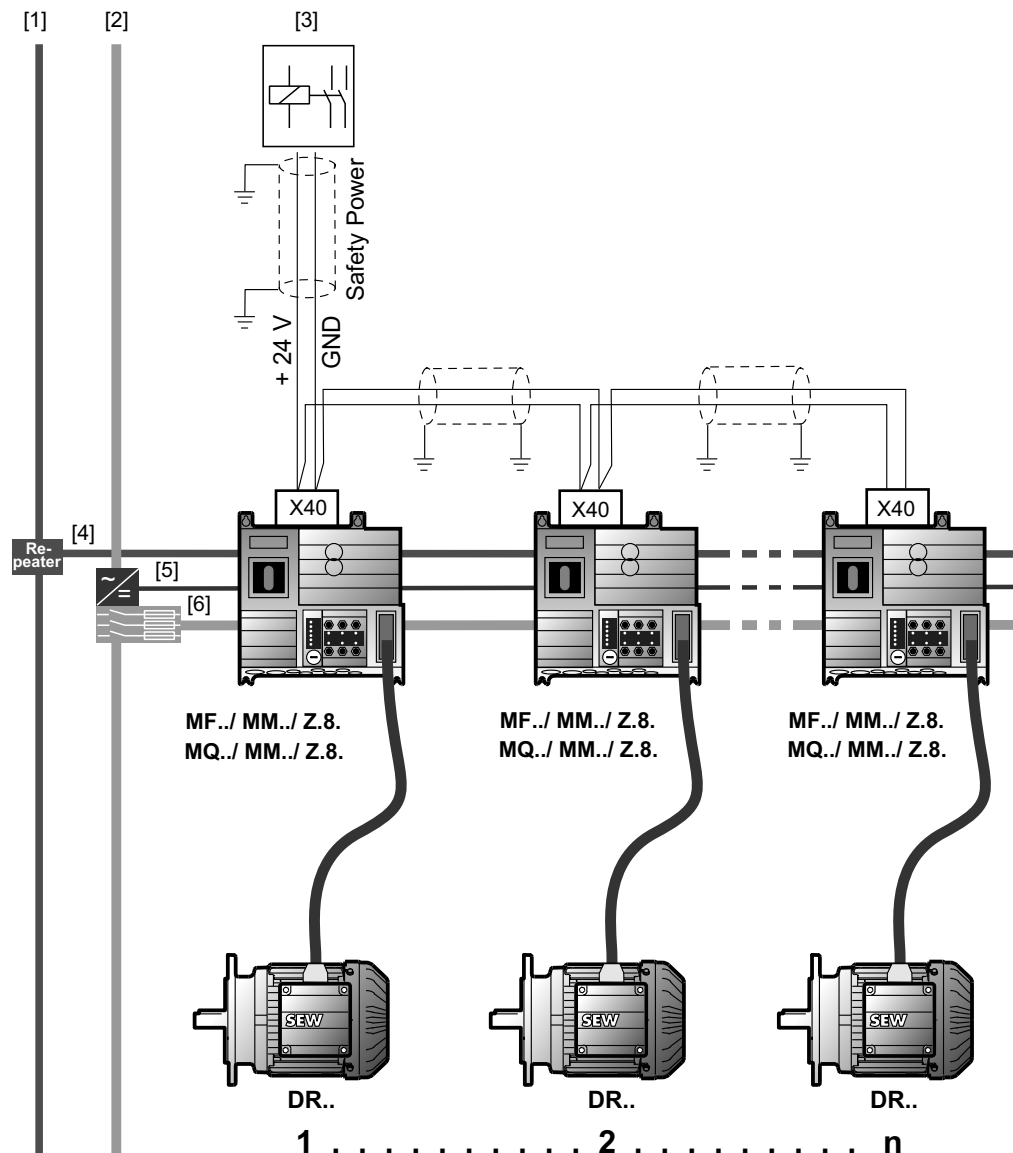 [1]
[2]
[3]
Safety Power
+ 24 V
GND
X40
X40
X40
[4]
Re-
peater
[5]
~
=
[6]
MF../ MM../ Z.8.
MQ../ MM../ Z.8.
MF../ MM../ Z.8.
MQ../ MM../ Z.8.
MF../ MM../ Z.8.
MQ../ MM../ Z.8.
SEW
SEW
SEW
DR..
DR..
DR..
1 . . . . . . . . . . 2 . . . . . . . . . . n